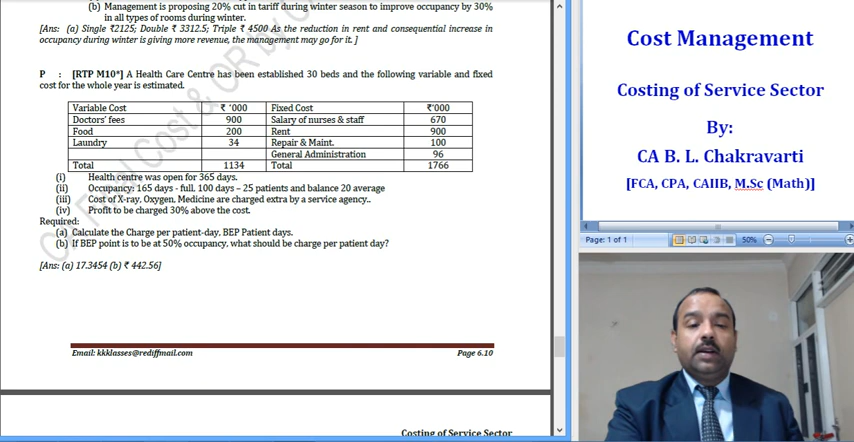 (b) Management is proposing 20% cut in tariff during winter season to improve occupancy by 30%
in all types of rooms during winter.
[Ans: (a) Single ₹2125; Double ₹ 3312.5; Triple ₹ 4500 As the reduction in rent and consequential increase in
occupancy during winter is giving more revenue, the management may go for it. ]
P : [RTP M10*] A Health Care Centre has been established 30 beds and the following variable and fixed
cost for the whole year is estimated.
Variable Cost ₹ '000 Fixed Cost ₹'000
Doctors' fees 900 Salary of nurses & staff 670
Food 200 Rent 900
Laundry 34 Repair & Maint. 100
General Administration 96
Total 1134 Total 1766
(i) Health centre was open for 365 days.
(ii) Occupancy: 165 days - full, 100 days – 25 patients and balance 20 average
(iii) Cost of X-ray, Oxygen, Medicine are charged extra by a service agency..
(iv) Profit to be charged 30% above the cost.
Required:
(a) Calculate the Charge per patient-day, BEP Patient days.
(b) If BEP point is to be at 50% occupancy, what should be charge per patient day?
[Ans: (a) 17.3454 (b) ₹ 442.56]
Email: kkklasses@rediffmail.com Page 6.10
Costing of Service Sector
Cost Management
Costing of Service Sector
By:
CA B. L. Chakravarti
[FCA, CPA, CAIIB, M.Sc (Math)]
Page: 1 of 1 50%